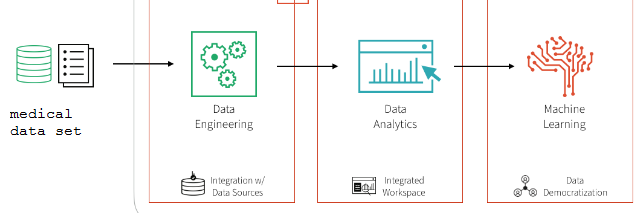 medical
data set
Data
Engineering
Data
Analytics
Machine
Learning
Integration w/
Data Sources
Integrated
Workspace
Data
Democratization